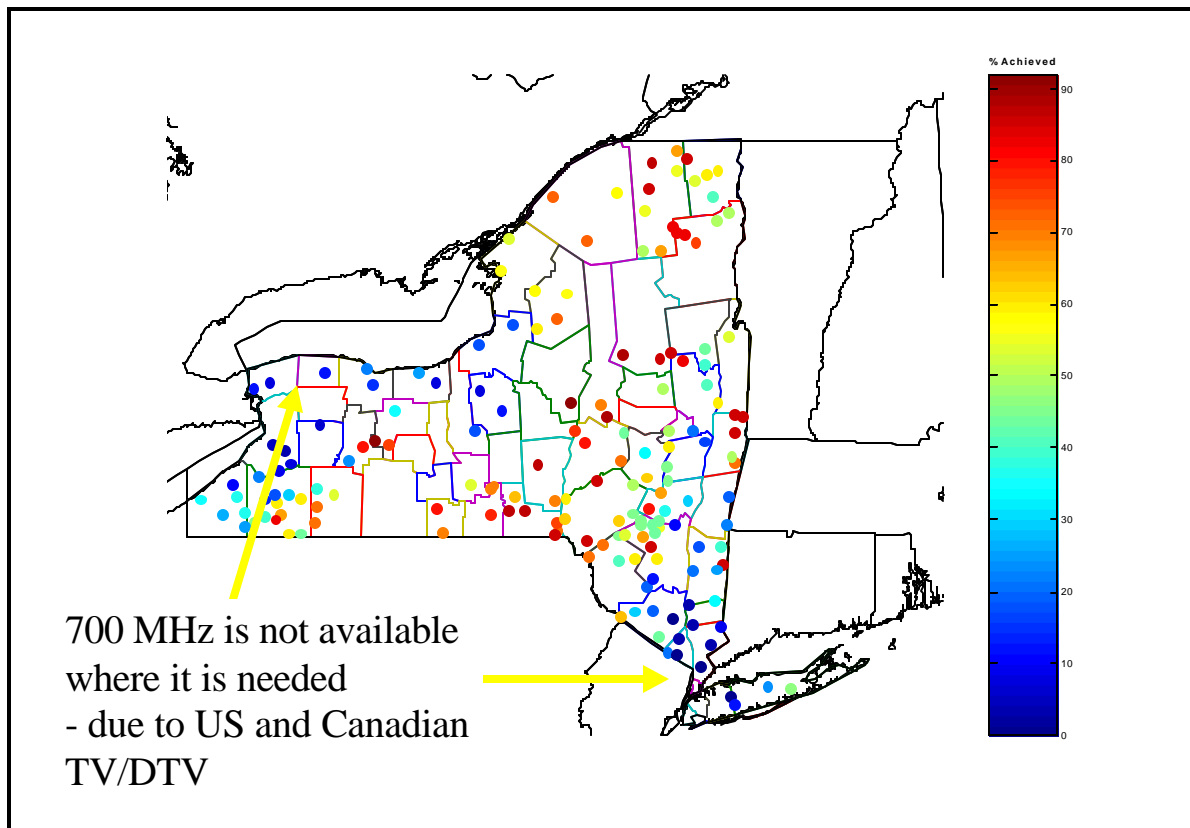 % Achieved
90
80
70
60
50
40
30
20
10
0
700 MHz is not available
where it is needed
- due to US and Canadian
TV/DTV